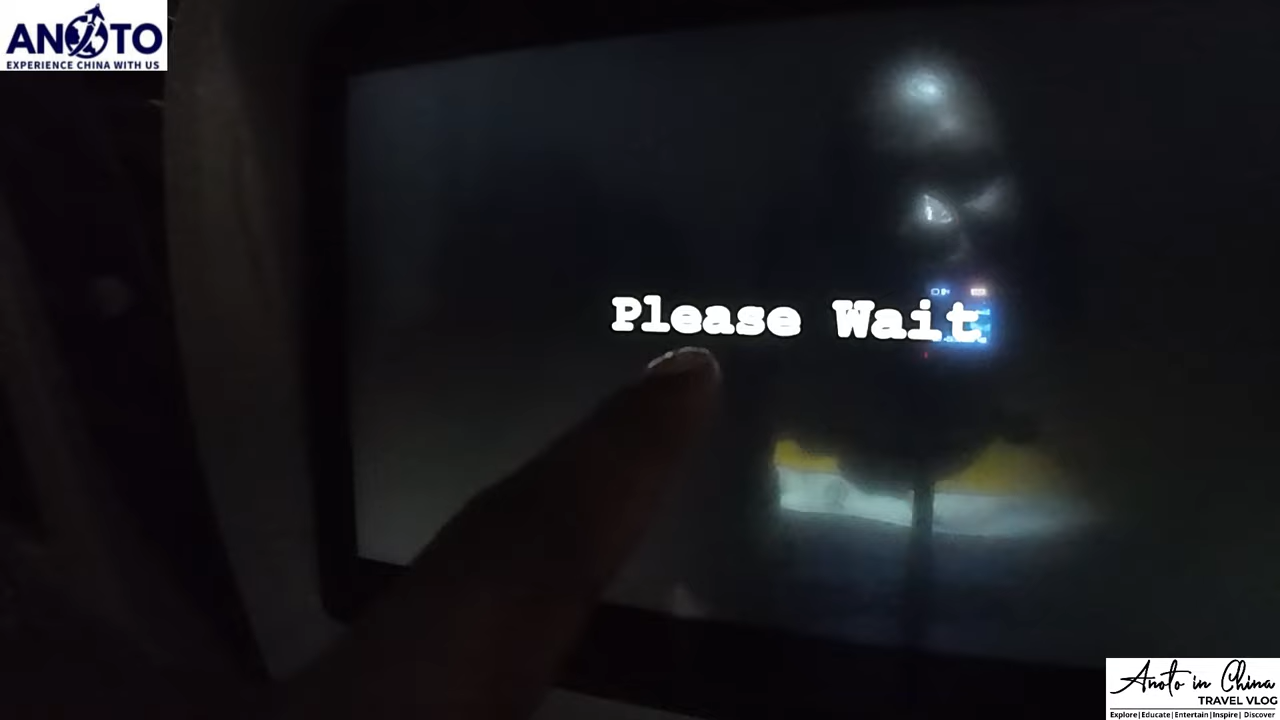 ANOTO
EXPERIENCE CHINA WITH US
Please Wait
Anoto in China
TRAVEL VLOG
Explore|Educate|Entertain|Inspire| Discover